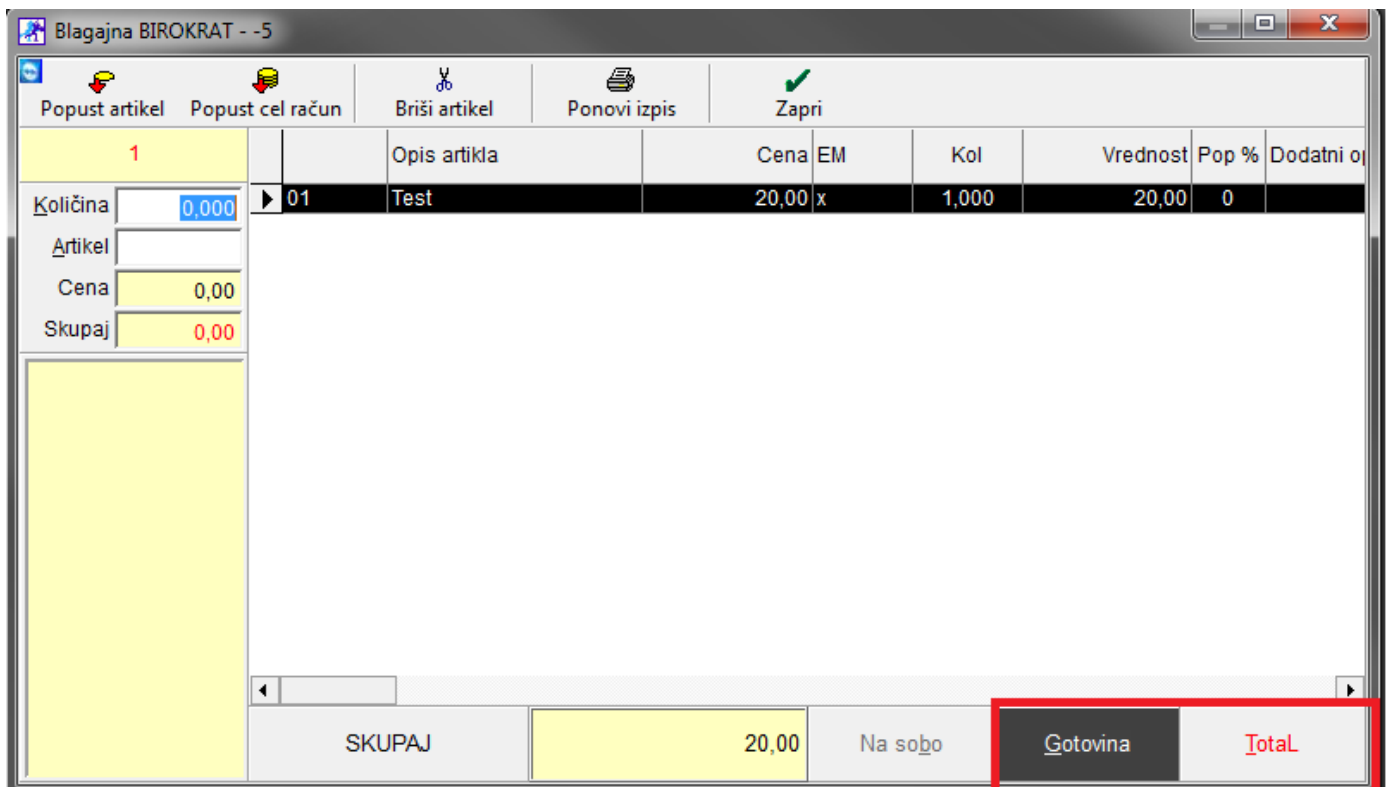 Blagajna BIROKRAT - -5
Popust artikel Popust cel račun Briši artikel Ponovi izpis Zapri
1 Opis artikla Cena EM Kol Vrednost Pop % Dodatni o
Količina 0,000 01 Test 20,00 x 1,000 20,00 0
Artikel
Cena 0,00
Skupaj 0,00
SKUPAJ 20,00 Na sobo Gotovina TotaL